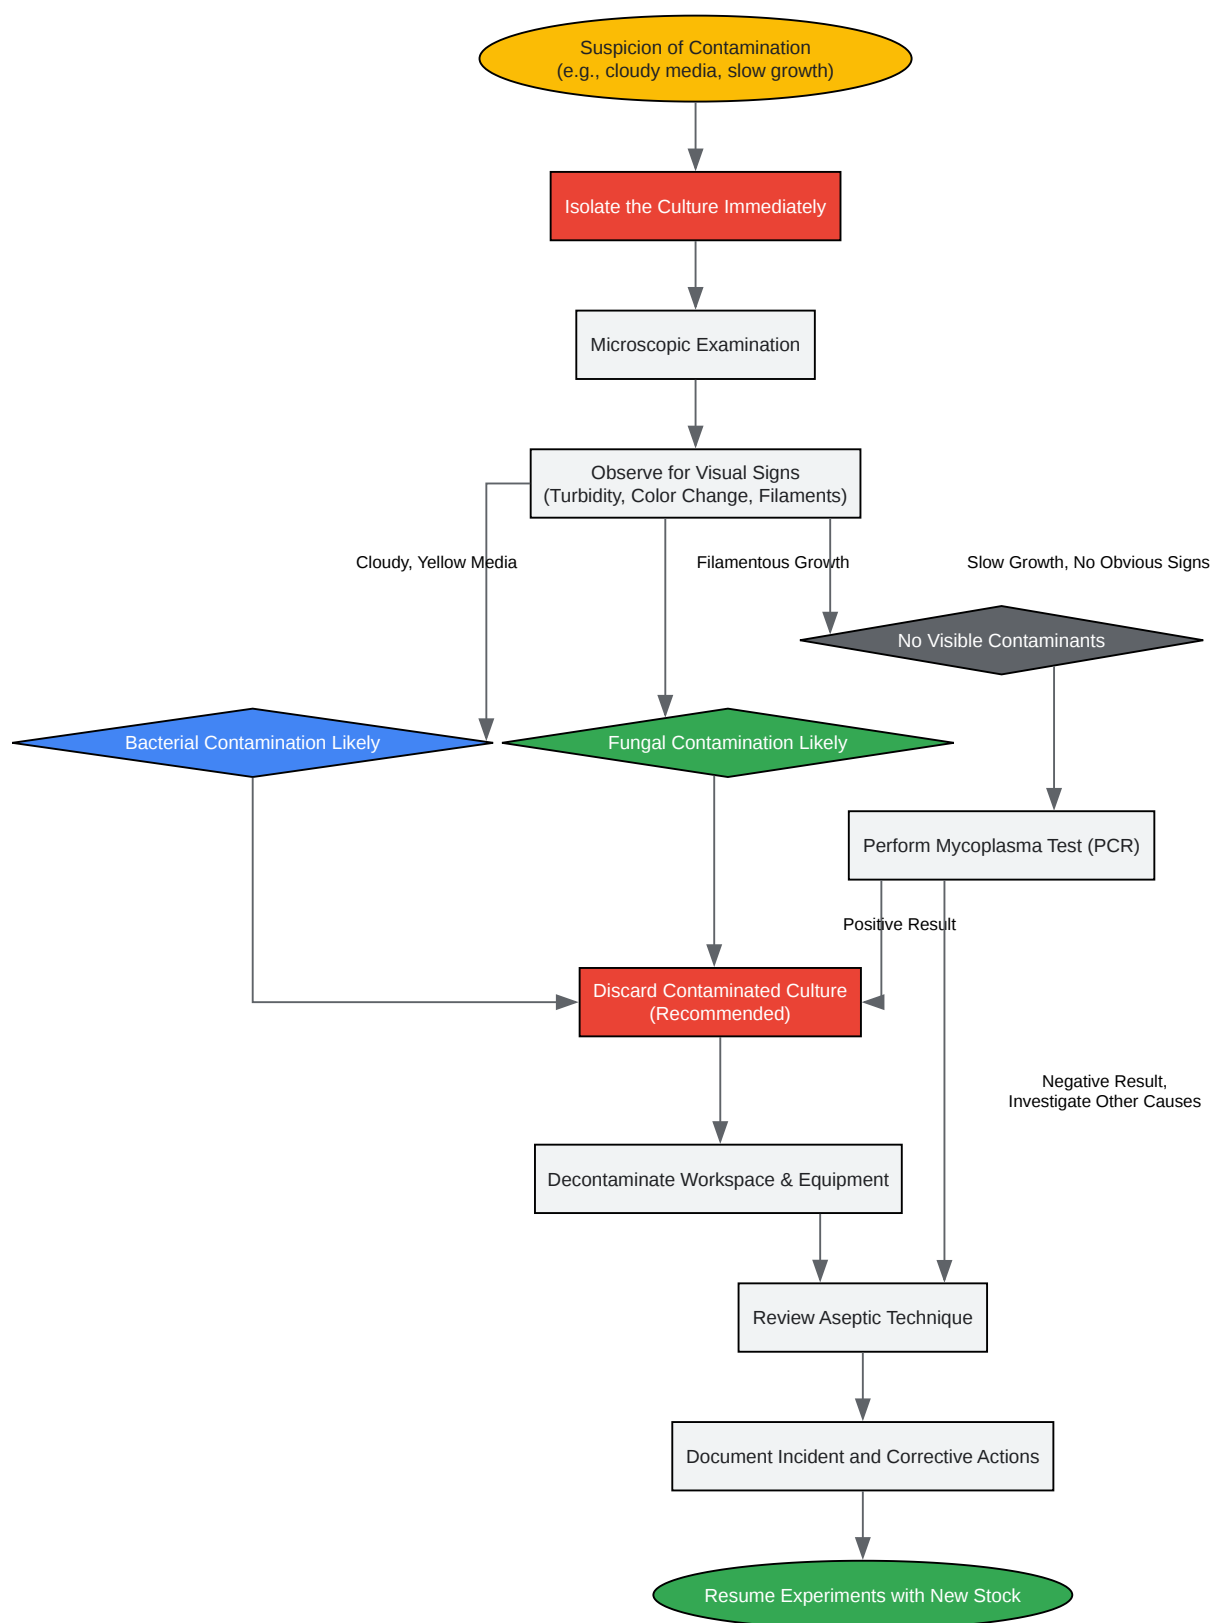 Suspicion of Contamination
(e.g., cloudy media, slow growth)
Isolate the Culture Immediately
Microscopic Examination
Observe for Visual Signs
(Turbidity, Color Change, Filaments)
Cloudy, Yellow Media
Filamentous Growth
Slow Growth, No Obvious Signs
No Visible Contaminants
Bacterial Contamination Likely
Fungal Contamination Likely
Perform Mycoplasma Test (PCR)
Positive Result
Discard Contaminated Culture
(Recommended)
Negative Result,
Investigate Other Causes
Decontaminate Workspace & Equipment
Review Aseptic Technique
Document Incident and Corrective Actions
Resume Experiments with New Stock